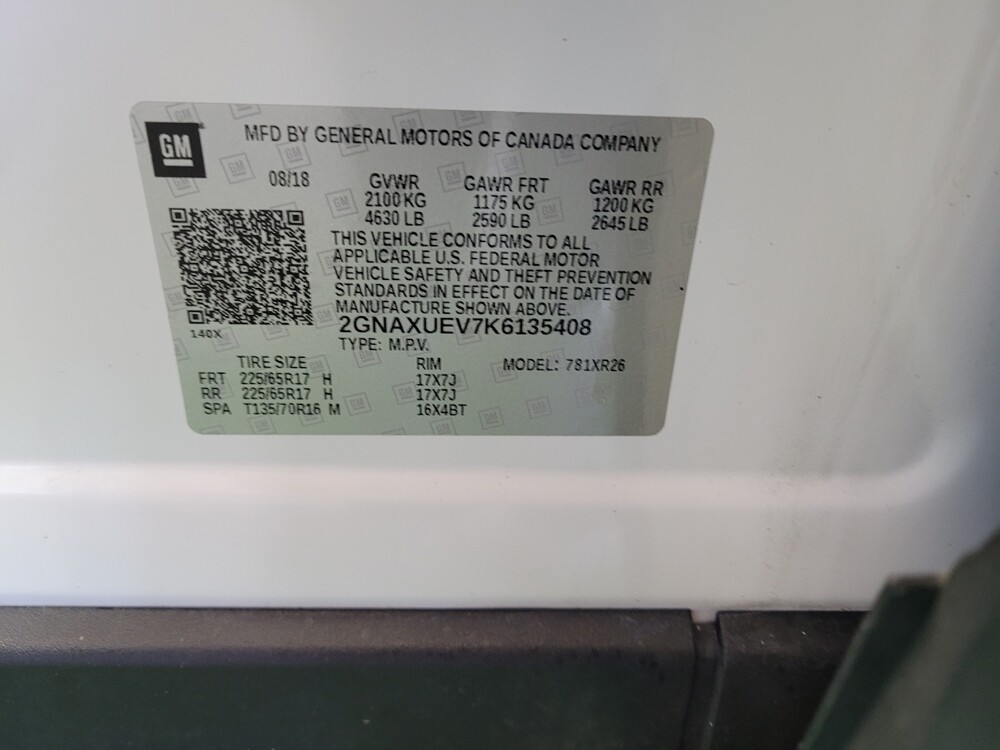 GM
MFD BY GENERAL MOTORS OF CANADA COMPANY
08/18 GVWR GAWR FRT GAWR RR
2100 KG 1175 KG 1200 KG
4630 LB 2590 LB 2645 LB
THIS VEHICLE CONFORMS TO ALL
APPLICABLE U.S. FEDERAL MOTOR
VEHICLE SAFETY AND THEFT PREVENTION
STANDARDS IN EFFECT ON THE DATE OF
MANUFACTURE SHOWN ABOVE.
140X 2GNAXUEV7K6135408
TYPE: M.P.V.
TIRE SIZE RIM MODEL: 781XR26
FRT 225/65R17 H 17X7J
RR 225/65R17 H 17X7J
SPA T135/70R16 M 16X4BT